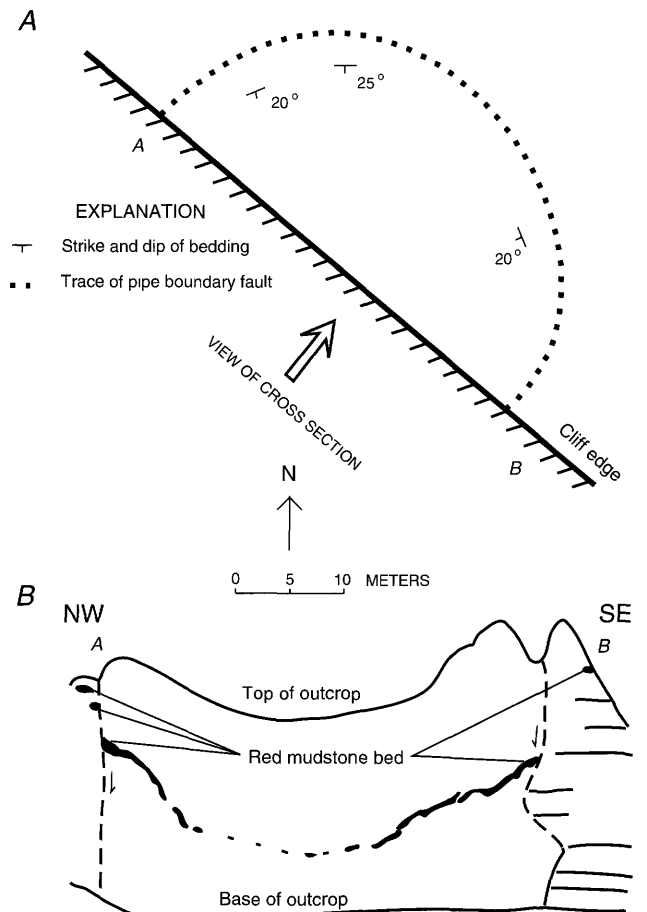 A
20°
25°
A
EXPLANATION
Strike and dip of bedding
20°
Trace of pipe boundary fault
VIEW OF CROSS SECTION
Cliff edge
B
N
0 5 10 METERS
B
NW
SE
A
B
Top of outcrop
Red mudstone bed
Base of outcrop